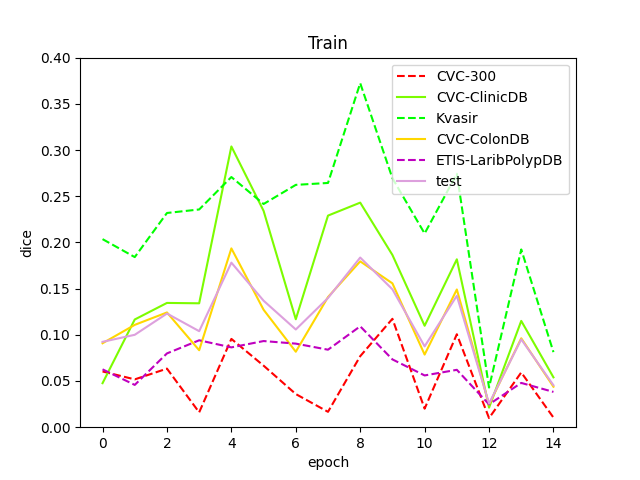 Train
dice
0.40
0.35
0.30
0.25
0.20
0.15
0.10
0.05
0.00
CVC-300
CVC-ClinicDB
Kvasir
CVC-ColonDB
ETIS-LaribPolypDB
test
0 2 4 6 8 10 12 14
epoch